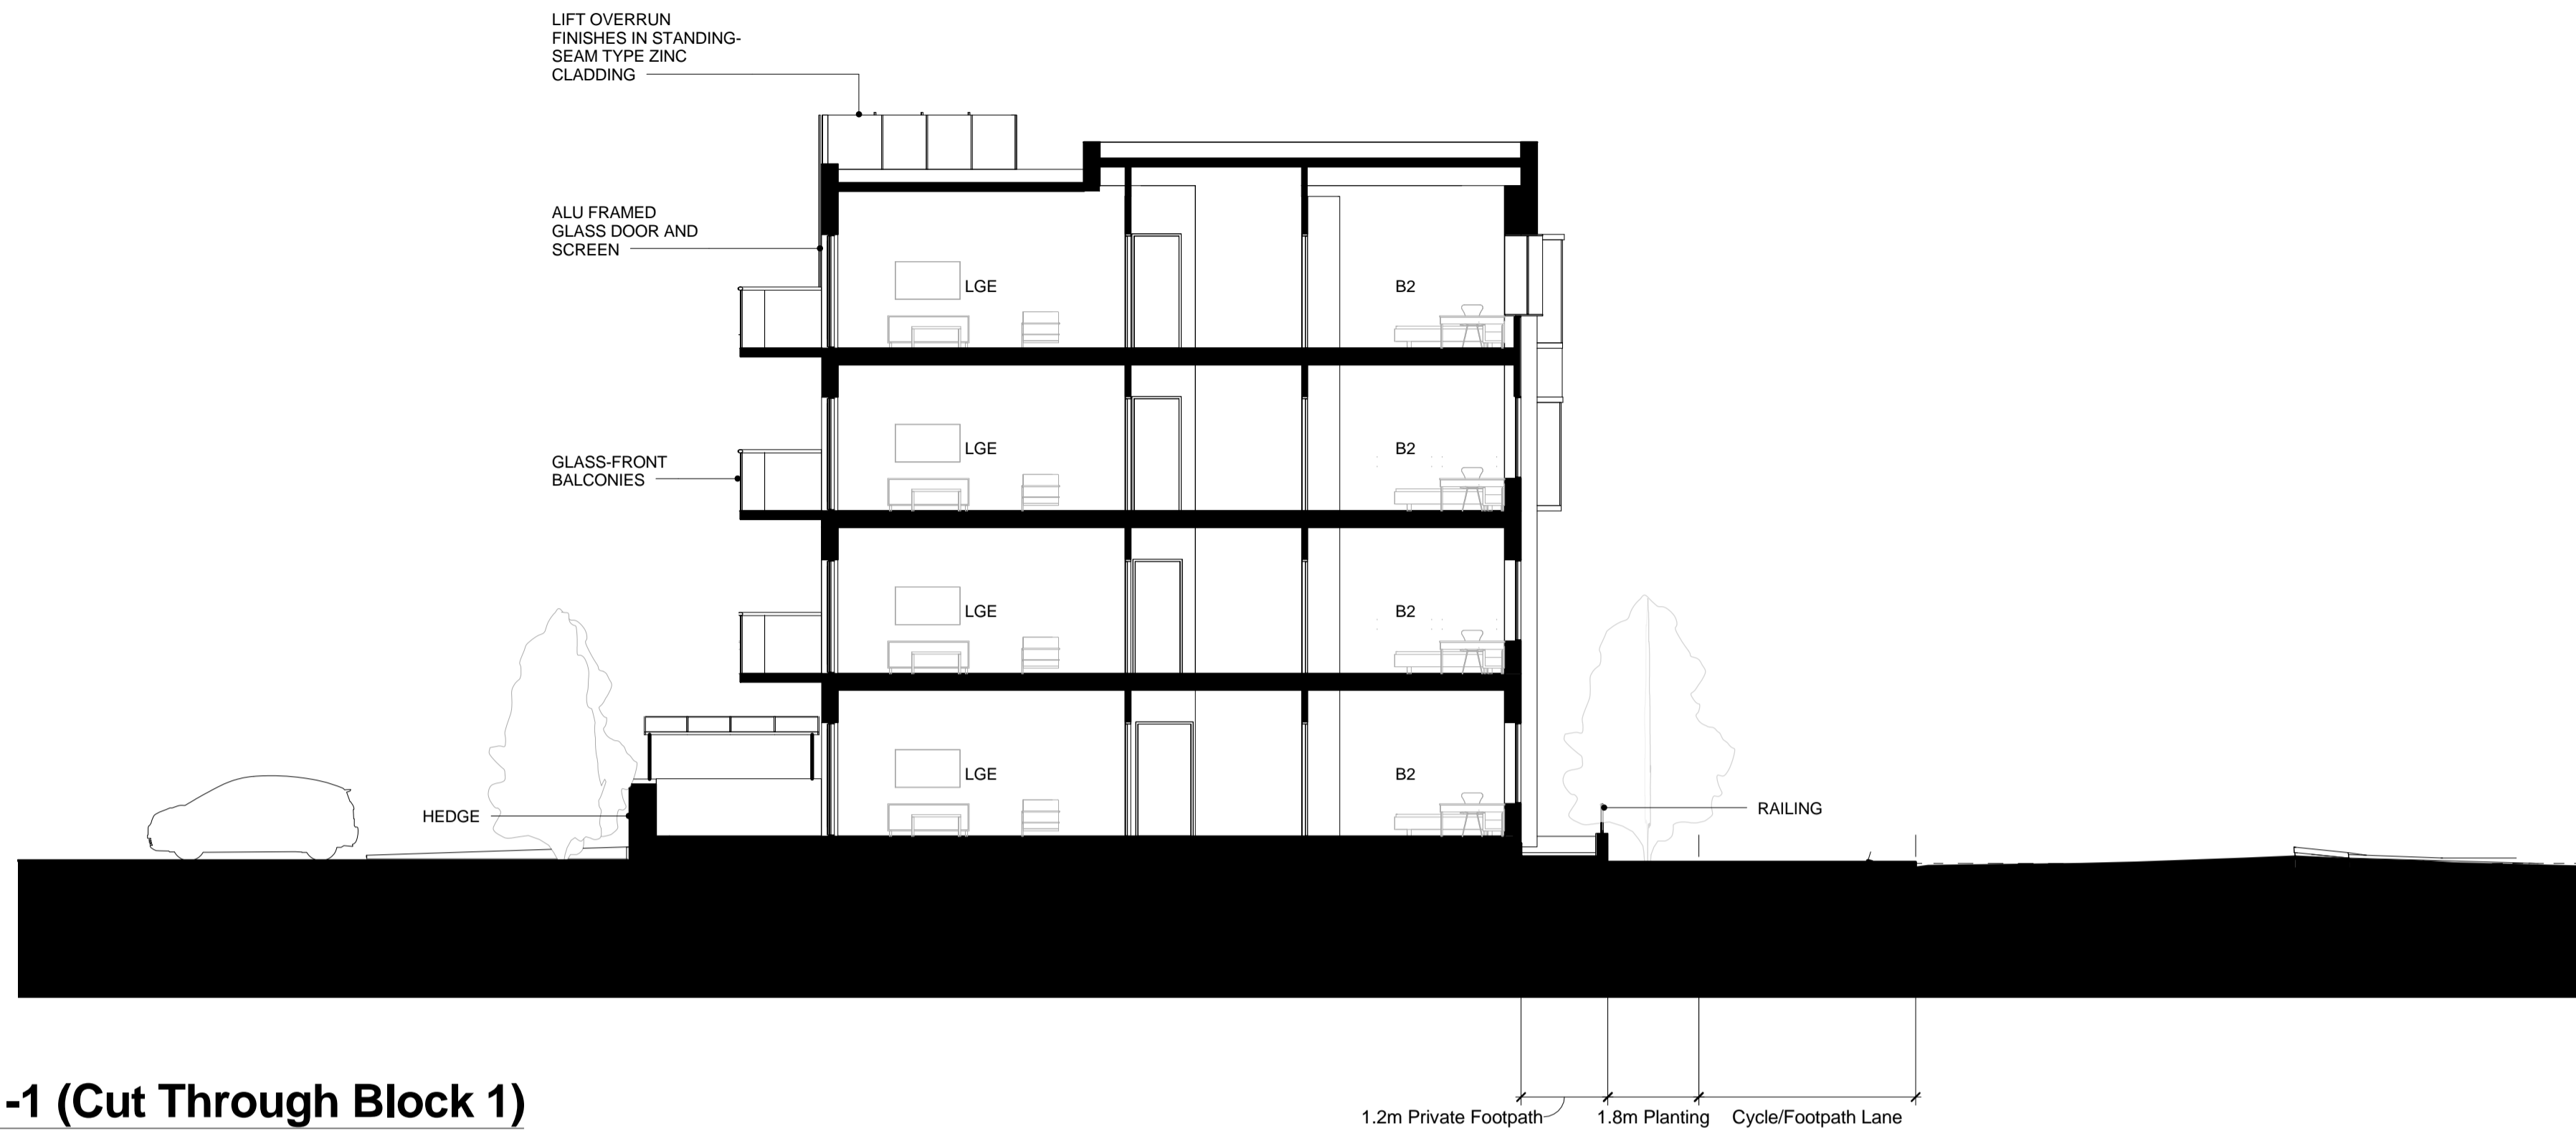 LIFT OVERRUN
FINISHES IN STANDING-
SEAM TYPE ZINC
CLADDING
ALU FRAMED
GLASS DOOR AND
SCREEN
LGE
B2
GLASS-FRONT
BALCONIES
LGE
B2
LGE
B2
LGE
B2
HEDGE
RAILING
-1 (Cut Through Block 1)
1.2m Private Footpath
1.8m Planting
Cycle/Footpath Lane